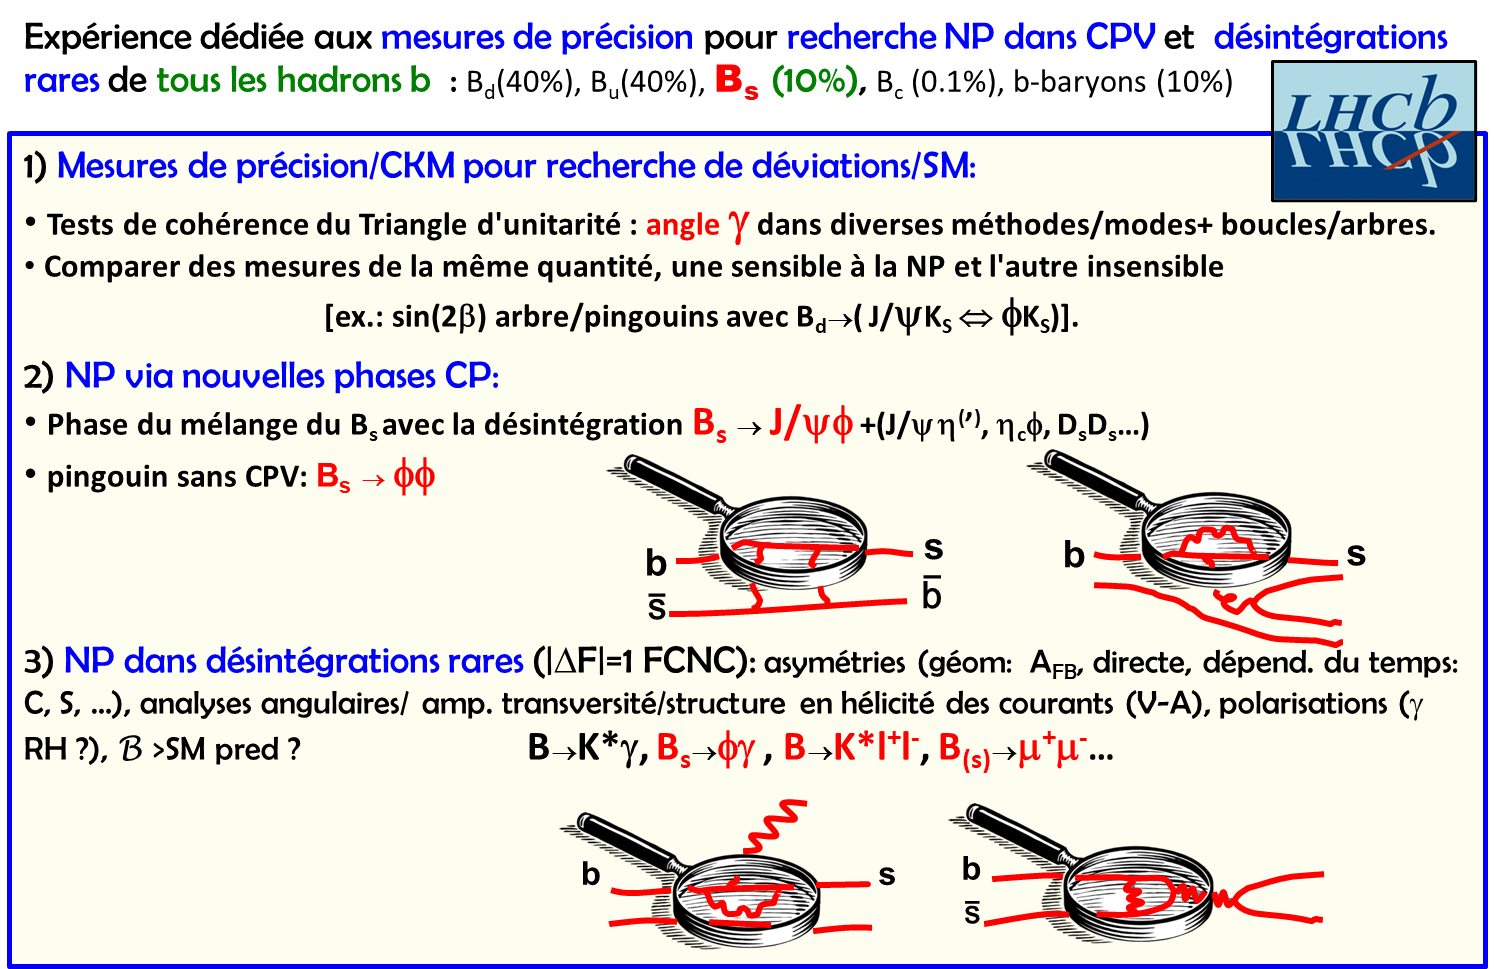 Expérience dédiée aux mesures de précision pour recherche NP dans CPV et désintégrations
rares de tous les hadrons b : Bd(40%), Bu(40%), Bs (10%), Bc (0.1%), b-baryons (10%)
LHCb
LHCb
1) Mesures de précision/CKM pour recherche de déviations/SM:
• Tests de cohérence du Triangle d'unitarité : angle γ dans diverses méthodes/modes+ boucles/arbres.
• Comparer des mesures de la même quantité, une sensible à la NP et l'autre insensible
[ex.: sin(2β) arbre/pingouins avec Bd→( J/ψKS ⇔ ϕKS)].
2) NP via nouvelles phases CP:
• Phase du mélange du Bs avec la désintégration Bs → J/ψϕ +(J/ψ η(’), ηcϕ, DsDs…)
• pingouin sans CPV: Bs → ϕϕ
b s
s̅ b̅
b s
3) NP dans désintégrations rares (|ΔF|=1 FCNC): asymétries (géom: AFB, directe, dépend. du temps:
C, S, …), analyses angulaires/ amp. transversité/structure en hélicité des courants (V-A), polarisations (γ
RH ?), ℬ >SM pred ? B→K*γ, Bs→ϕγ , B→K*l+l-, B(s)→μ+μ-…
b s
b
s̅